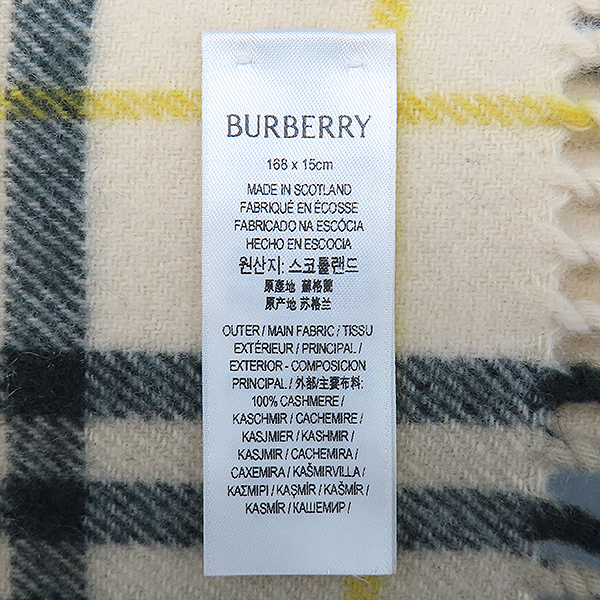 BURBERRY
168 x 15cm
MADE IN SCOTLAND
FABRIQUÉ EN ÉCOSSE
FABRICADO NA ESCÓCIA
HECHO EN ESCOCIA
원산지: 스코틀랜드
原產地 蘇格蘭
原产地 苏格兰
OUTER / MAIN FABRIC / TISSU
EXTÉRIEUR / PRINCIPAL /
EXTERIOR - COMPOSICION
PRINCIPAL / 外部/主要布料:
100% CASHMERE /
KASCHMIR / CACHEMIRE /
KASJMIER / KASHMIR /
KASJMIR / CACHEMIRA /
CAXEMIRA / KAŠMIRVILLA /
ΚΑΣΜΙΡΙ / KAŞMİR / KAŠMÍR /
KASMÍR / КАШЕМИР /